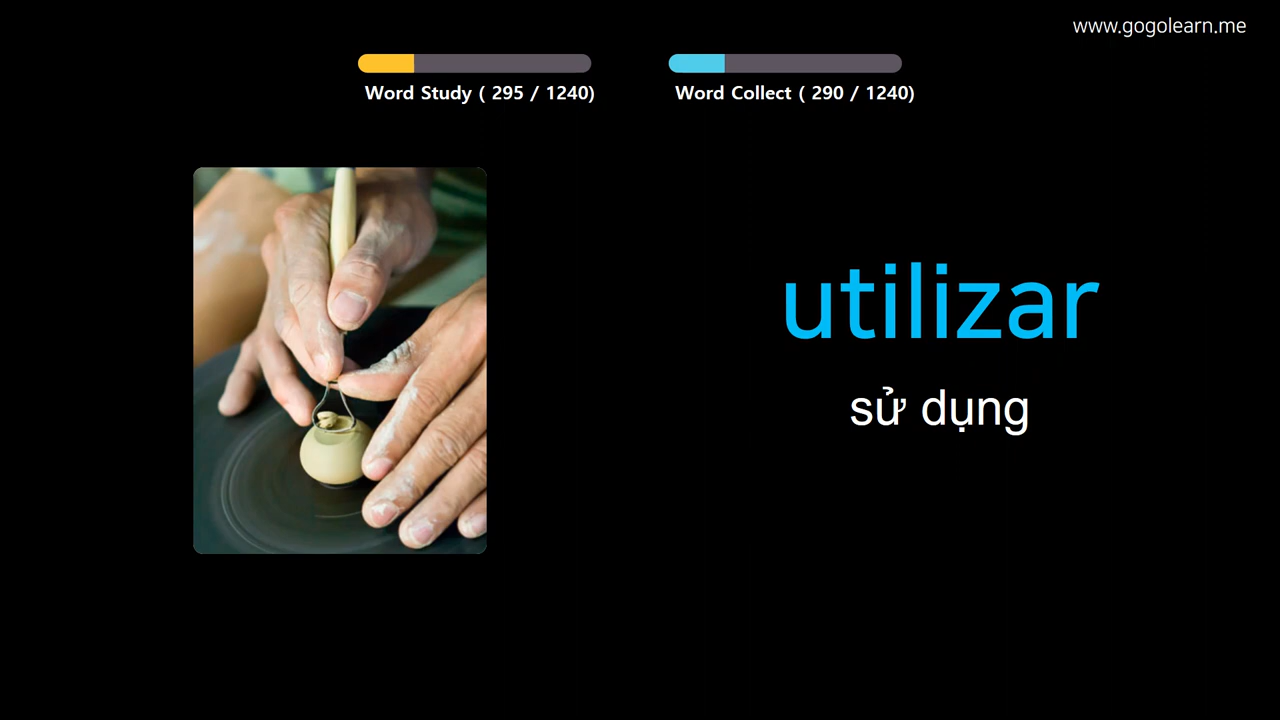 www.gogolearn.me
Word Study ( 295 / 1240)
Word Collect ( 290 / 1240)
utilizar
sử dụng